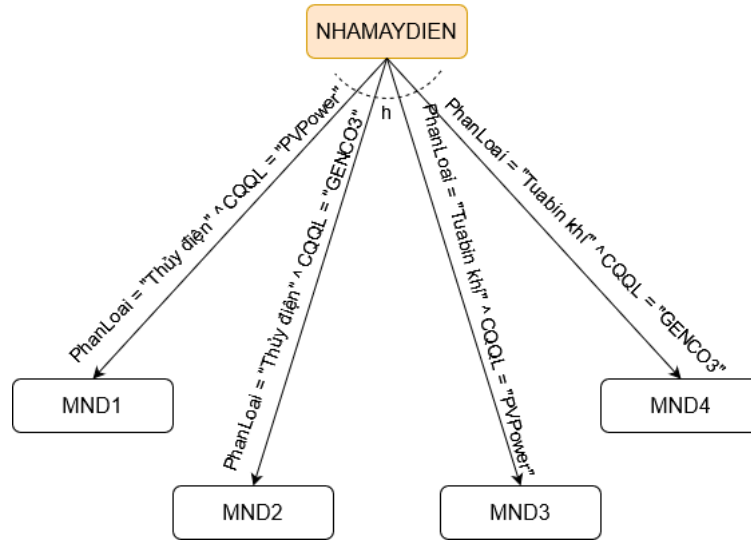 NHAMAYDIEN
h
PhanLoai = "Thủy điện" ^ CQQL = "PVPower"
PhanLoai = "Thủy điện" ^ CQQL = "GENCO3"
PhanLoai = "Tuabin khí" ^ CQQL = "PVPower"
PhanLoai = "Tuabin khí" ^ CQQL = "GENCO3"
MND1
MND4
MND2
MND3